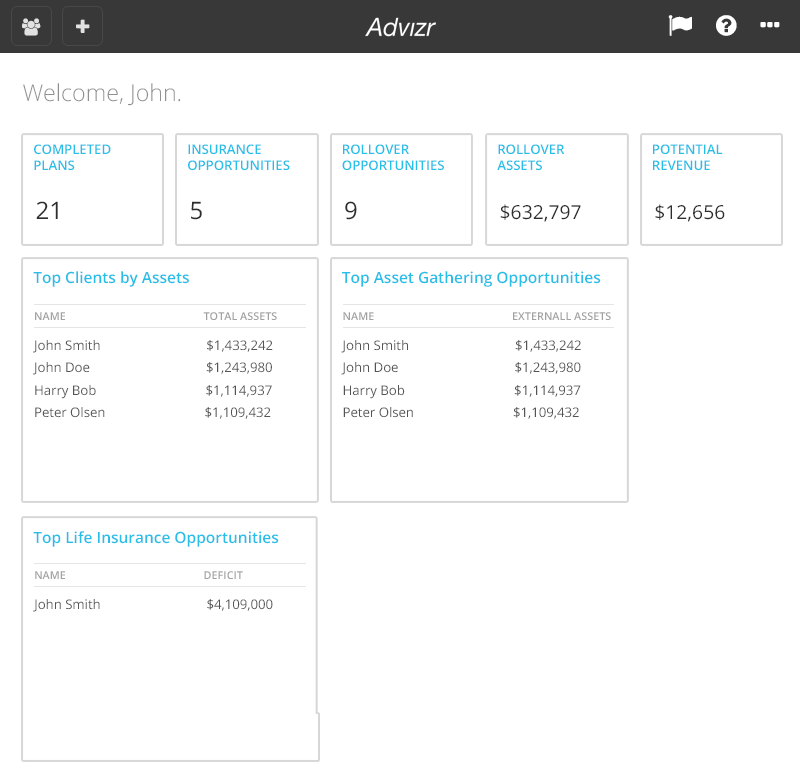 Advızr
Welcome, John.
COMPLETED
PLANS
21
INSURANCE
OPPORTUNITIES
5
ROLLOVER
OPPORTUNITIES
9
ROLLOVER
ASSETS
$632,797
POTENTIAL
REVENUE
$12,656
Top Clients by Assets
NAME TOTAL ASSETS
John Smith $1,433,242
John Doe $1,243,980
Harry Bob $1,114,937
Peter Olsen $1,109,432
Top Asset Gathering Opportunities
NAME EXTERNALL ASSETS
John Smith $1,433,242
John Doe $1,243,980
Harry Bob $1,114,937
Peter Olsen $1,109,432
Top Life Insurance Opportunities
NAME DEFICIT
John Smith $4,109,000